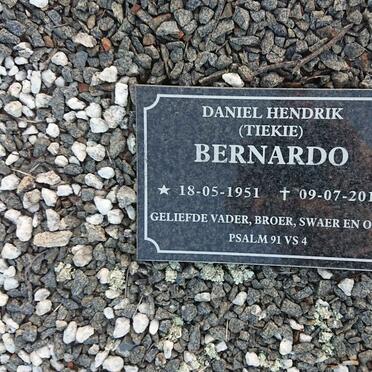 DANIEL HENDRIK
(TIEKIE)
BERNARDO
★ 18-05-1951 ✝ 09-07-201
GELIEFDE VADER, BROER, SWAER EN O
PSALM 91 VS 4